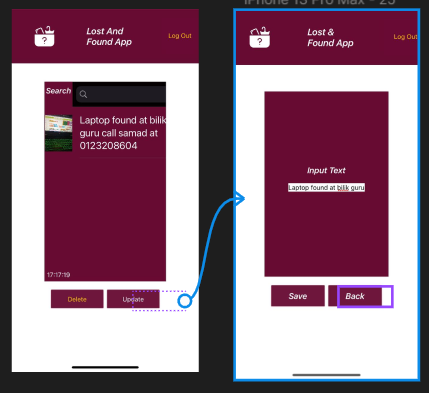 iPhone 13 Pro Max - 25
Lost And
Found App
Log Out
Search
Laptop found at bilik
guru call samad at
0123208604
17:17:19
Delete
Update
Lost &
Found App
Log Out
Input Text
Laptop found at bilik guru
Save
Back